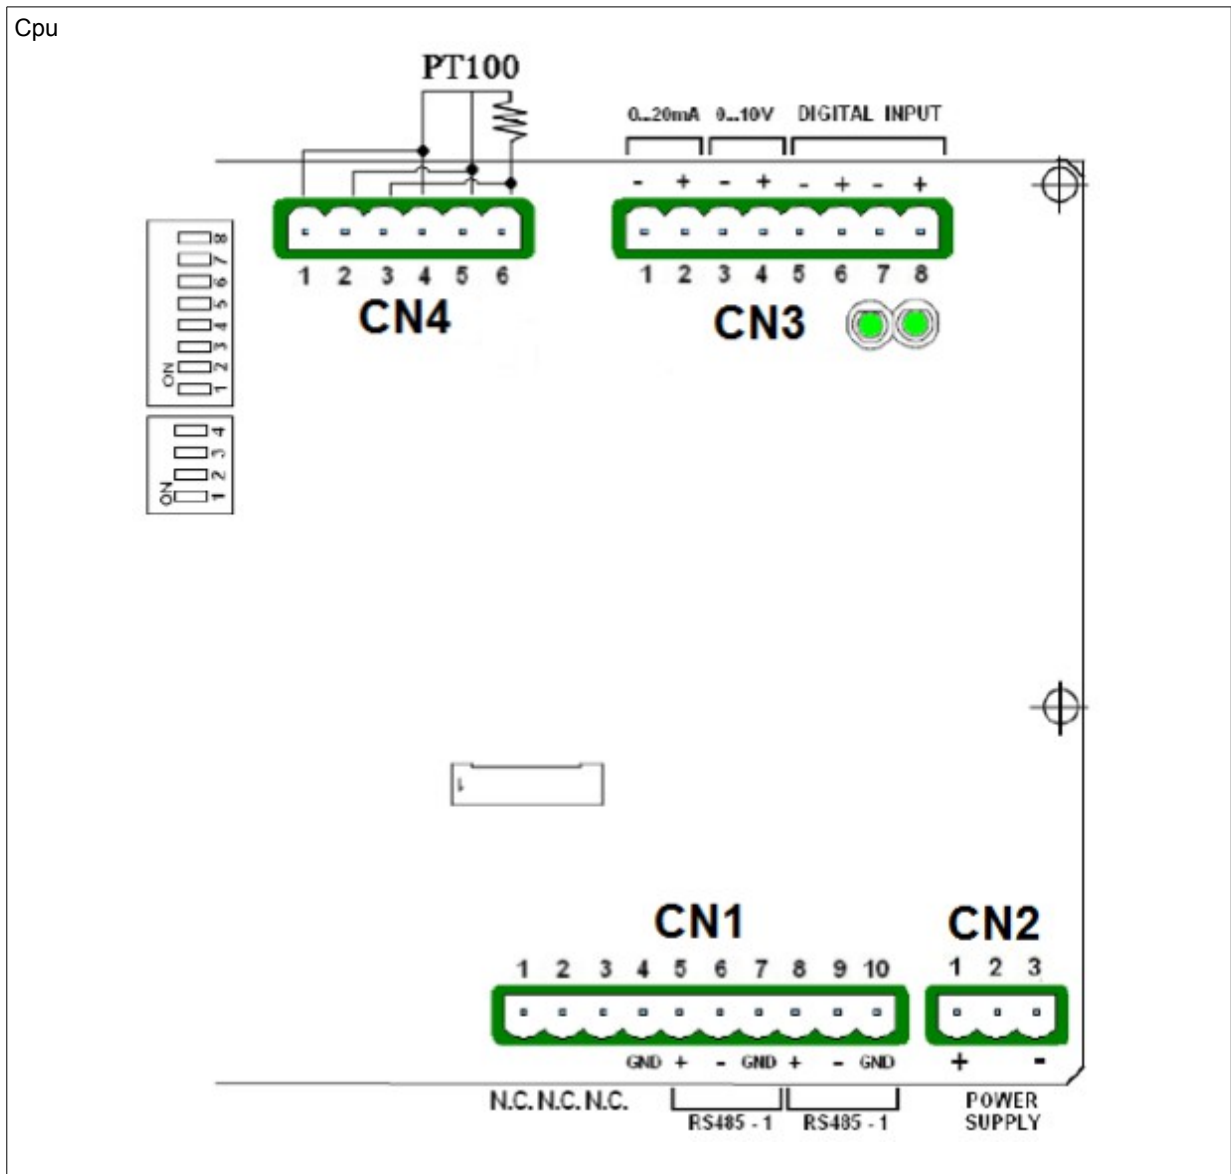 Cpu
PT100
0...20mA 0...10V DIGITAL INPUT
- + - + - + - +
1 2 3 4 5 6
1 2 3 4 5 6 7 8
CN4
CN3
8
7
6
5
4
3
2
1
ON
4
3
2
1
ON
1
CN1
CN2
1 2 3 4 5 6 7 8 9 10
1 2 3
GND + - GND + - GND
+ -
N.C. N.C. N.C.
RS485 - 1
RS485 - 1
POWER
SUPPLY